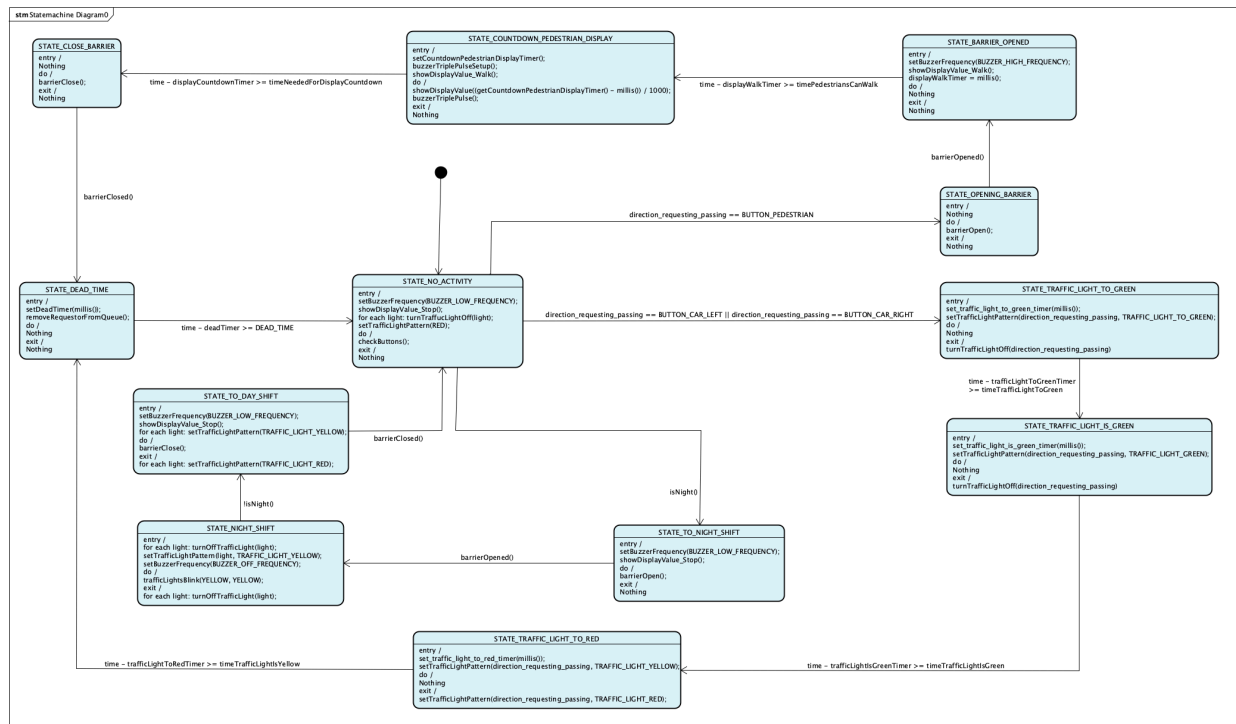 stm Statemachine Diagram0
STATE_CLOSE_BARRIER
entry /
Nothing
do /
barrierClose();
exit /
Nothing
time - displayCountdownTimer >= timeNeededForDisplayCountdown
STATE_COUNTDOWN_PEDESTRIAN_DISPLAY
entry /
setCountdownPedestrianDisplayTimer();
buzzerTriplePulseSetup();
showDisplayValue_Walk();
do /
showDisplayValue((getCountdownPedestrianDisplayTimer() - millis()) / 1000);
buzzerTriplePulse();
exit /
Nothing
time - displayWalkTimer >= timePedestriansCanWalk
STATE_BARRIER_OPENED
entry /
setBuzzerFrequency(BUZZER_HIGH_FREQUENCY);
showDisplayValue_Walk();
displayWalkTimer = millis();
do /
Nothing
exit /
Nothing
barrierOpened()
barrierClosed()
STATE_OPENING_BARRIER
entry /
Nothing
do /
barrierOpen();
exit /
Nothing
direction_requesting_passing == BUTTON_PEDESTRIAN
STATE_DEAD_TIME
entry /
setDeadTimer(millis());
removeRequestorFromQueue();
do /
Nothing
exit /
Nothing
time - deadTimer >= DEAD_TIME
STATE_NO_ACTIVITY
entry /
setBuzzerFrequency(BUZZER_LOW_FREQUENCY);
showDisplayValue_Stop();
for each light: turnTraffucLightOff(light);
setTrafficLightPattern(RED);
do /
checkButtons();
exit /
Nothing
direction_requesting_passing == BUTTON_CAR_LEFT || direction_requesting_passing == BUTTON_CAR_RIGHT
STATE_TRAFFIC_LIGHT_TO_GREEN
entry /
set_traffic_light_to_green_timer(millis());
setTrafficLightPattern(direction_requesting_passing, TRAFFIC_LIGHT_TO_GREEN);
do /
Nothing
exit /
turnTrafficLightOff(direction_requesting_passing)
time - trafficLightToGreenTimer
>= timeTrafficLightToGreen
STATE_TO_DAY_SHIFT
entry /
setBuzzerFrequency(BUZZER_LOW_FREQUENCY);
showDisplayValue_Stop();
for each light: setTrafficLightPattern(TRAFFIC_LIGHT_YELLOW);
do /
barrierClose();
exit /
for each light: setTrafficLightPattern(TRAFFIC_LIGHT_RED);
barrierClosed()
STATE_TRAFFIC_LIGHT_IS_GREEN
entry /
set_traffic_light_is_green_timer(millis());
setTrafficLightPattern(direction_requesting_passing, TRAFFIC_LIGHT_GREEN);
do /
Nothing
exit /
turnTrafficLightOff(direction_requesting_passing)
isNight()
!isNight()
STATE_NIGHT_SHIFT
entry /
for each light: turnOffTrafficLight(light);
setTrafficLightPattern(light, TRAFFIC_LIGHT_YELLOW);
setBuzzerFrequency(BUZZER_OFF_FREQUENCY);
do /
trafficLightsBlink(YELLOW, YELLOW);
exit /
for each light: turnOffTrafficLight(light);
barrierOpened()
STATE_TO_NIGHT_SHIFT
entry /
setBuzzerFrequency(BUZZER_LOW_FREQUENCY);
showDisplayValue_Stop();
do /
barrierOpen();
exit /
Nothing
time - trafficLightToRedTimer >= timeTrafficLightIsYellow
STATE_TRAFFIC_LIGHT_TO_RED
entry /
set_traffic_light_to_red_timer(millis());
setTrafficLightPattern(direction_requesting_passing, TRAFFIC_LIGHT_YELLOW);
do /
Nothing
exit /
setTrafficLightPattern(direction_requesting_passing, TRAFFIC_LIGHT_RED);
time - trafficLightIsGreenTimer >= timeTrafficLightIsGreen